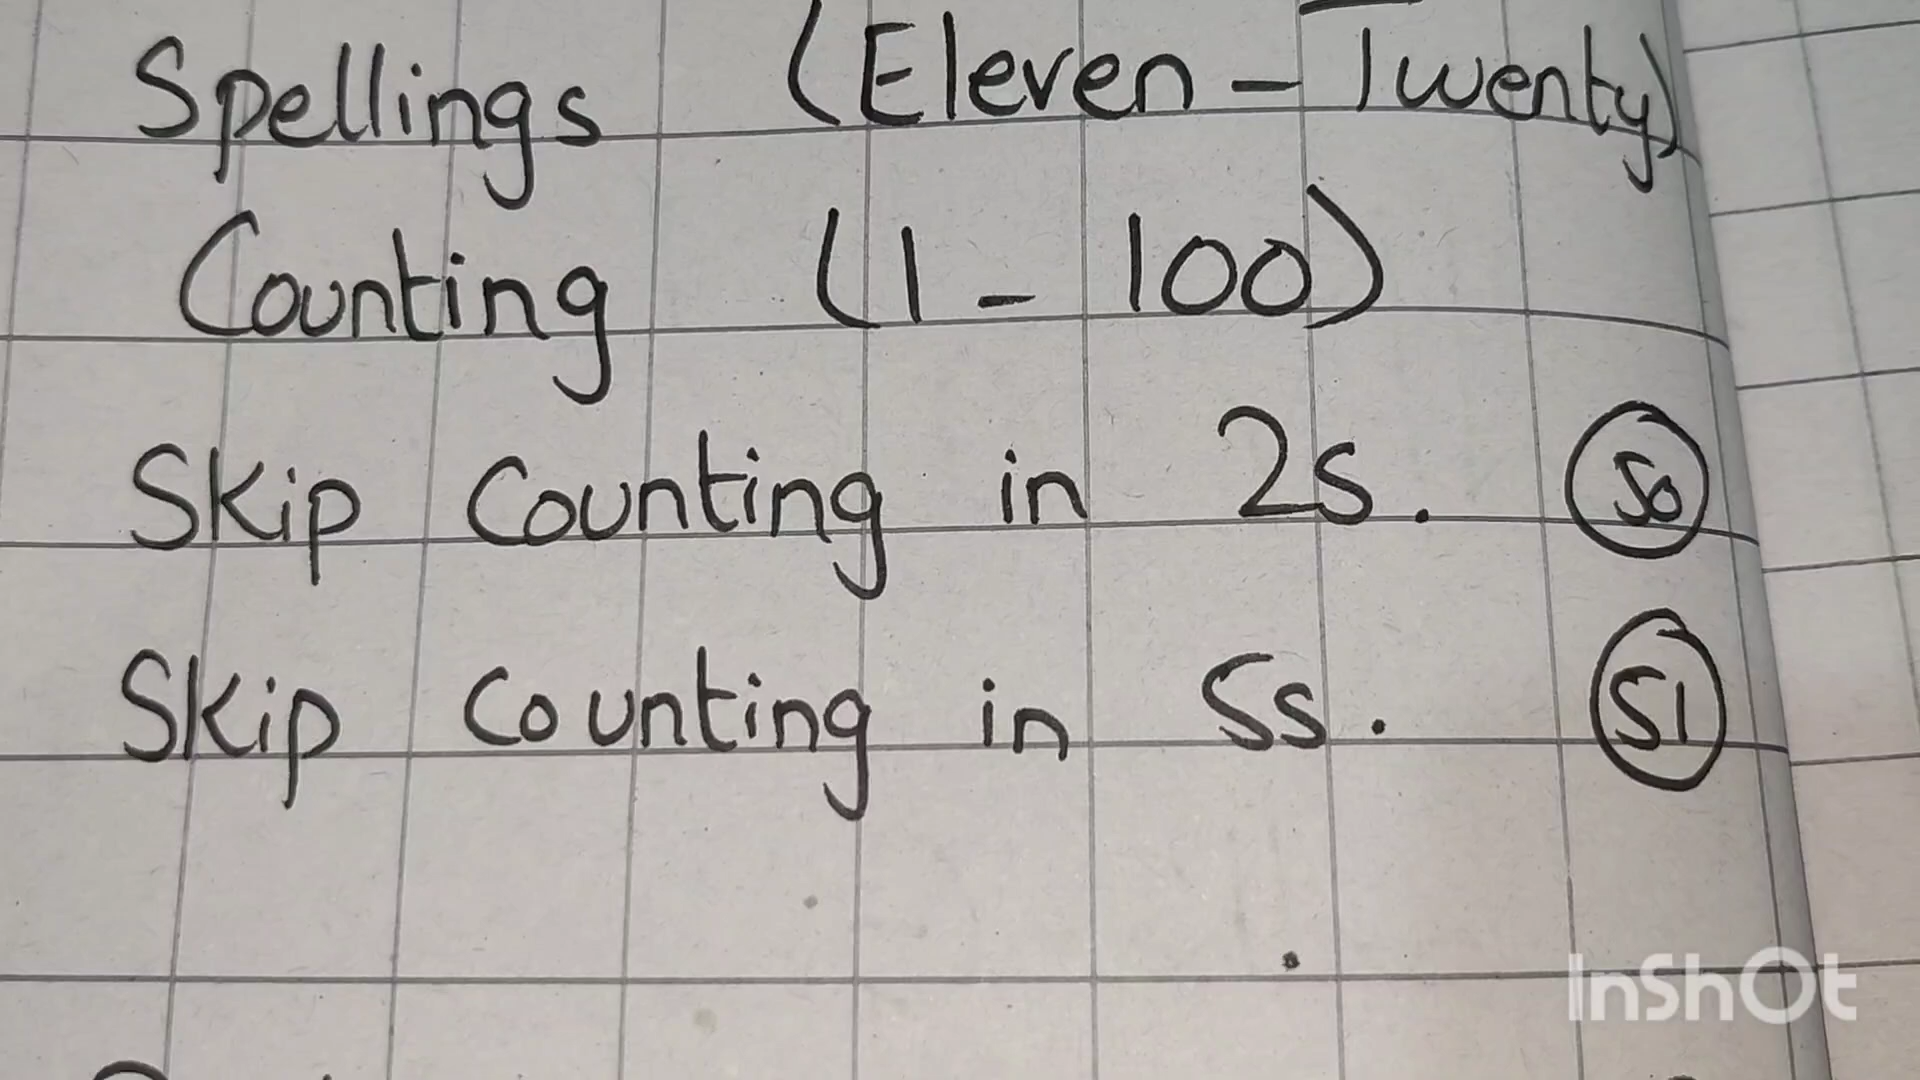 Spellings (Eleven - Twenty)
Counting (1 - 100)
Skip Counting in 2s. 50
Skip Counting in 5s. 51
InShOt